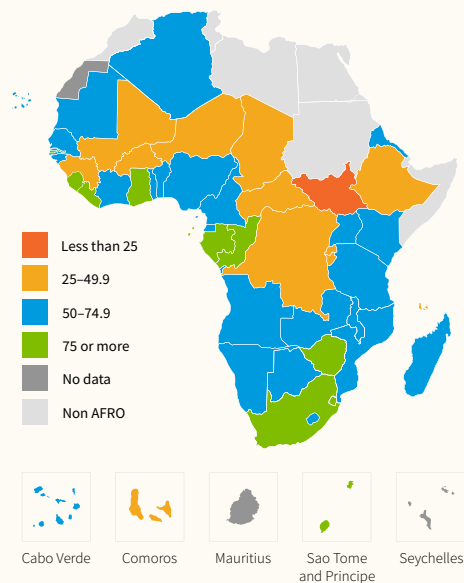 Less than 25
25–49.9
50–74.9
75 or more
No data
Non AFRO
Cabo Verde
Comoros
Mauritius
Sao Tome
and Principe
Seychelles